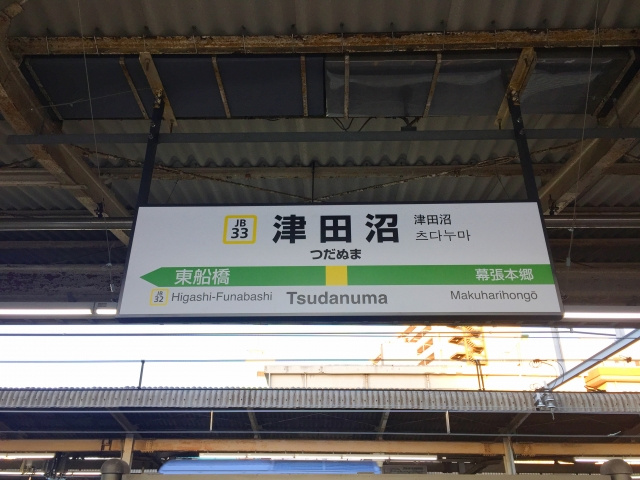 JB
33
津田沼
津田沼
츠다누마
つだぬま
東船橋
幕張本郷
JB
32
Higashi-Funabashi
Tsudanuma
Makuharihongō